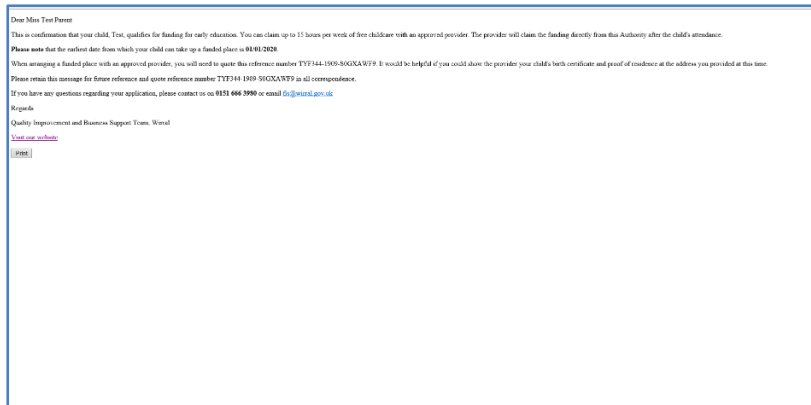 Dear Miss Test Parent
This is confirmation that your child, Test, qualifies for funding for early education. You can claim up to 15 hours per week of free childcare with an approved provider. The provider will claim the funding directly from this Authority after the child's attendance.
Please note that the earliest date from which your child can take up a funded place is 01/01/2020.
When arranging a funded place with an approved provider, you will need to quote this reference number TYF344-1909-S0GXAWF9. It would be helpful if you could show the provider your child's birth certificate and proof of residence at the address you provided at this time.
Please retain this message for future reference and quote reference number TYF344-1909-S0GXAWF9 in all correspondence.
If you have any questions regarding your application, please contact us on 0151 666 3980 or email fis@wirral.gov.uk
Regards
Quality Improvement and Business Support Team, Wirral
Visit our website
Print